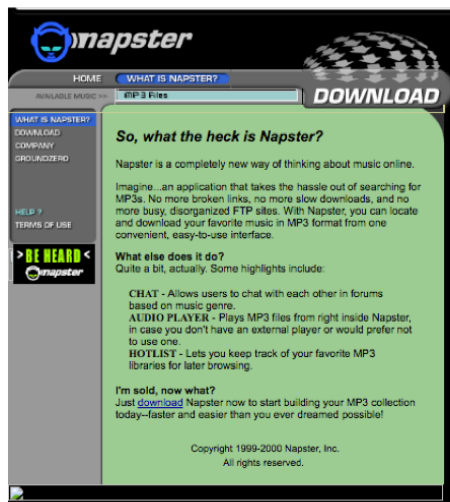 napster
HOME
WHAT IS NAPSTER?
AVAILABLE MUSIC >>
MP3 Files
DOWNLOAD
WHAT IS NAPSTER?
DOWNLOAD
COMPANY
GROUNDZERO
HELP ?
TERMS OF USE
>BE HEARD<
napster
So, what the heck is Napster?
Napster is a completely new way of thinking about music online.
Imagine...an application that takes the hassle out of searching for
MP3s. No more broken links, no more slow downloads, and no
more busy, disorganized FTP sites. With Napster, you can locate
and download your favorite music in MP3 format from one
convenient, easy-to-use interface.
What else does it do?
Quite a bit, actually. Some highlights include:
CHAT - Allows users to chat with each other in forums
based on music genre.
AUDIO PLAYER - Plays MP3 files from right inside Napster,
in case you don't have an external player or would prefer not
to use one.
HOTLIST - Lets you keep track of your favorite MP3
libraries for later browsing.
I'm sold, now what?
Just download Napster now to start building your MP3 collection
today--faster and easier than you ever dreamed possible!
Copyright 1999-2000 Napster, Inc.
All rights reserved.